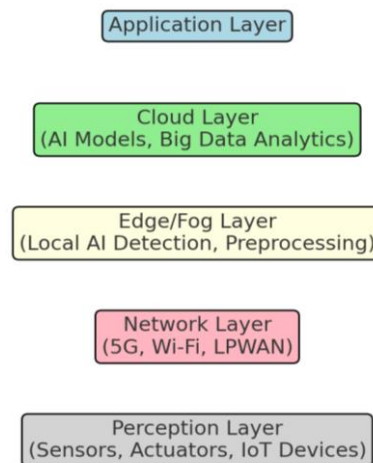 Application Layer
Cloud Layer
(AI Models, Big Data Analytics)
Edge/Fog Layer
(Local AI Detection, Preprocessing)
Network Layer
(5G, Wi-Fi, LPWAN)
Perception Layer
(Sensors, Actuators, IoT Devices)